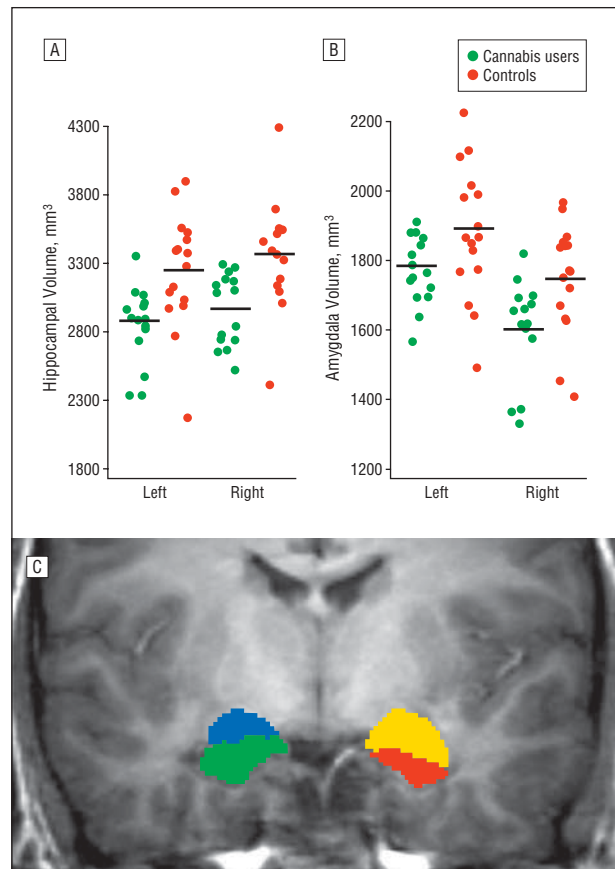 A
B
Cannabis users
Controls
Hippocampal Volume, mm³
4300
3800
3300
2800
2300
1800
Left
Right
Amygdala Volume, mm³
2200
2000
1800
1600
1400
1200
Left
Right
C